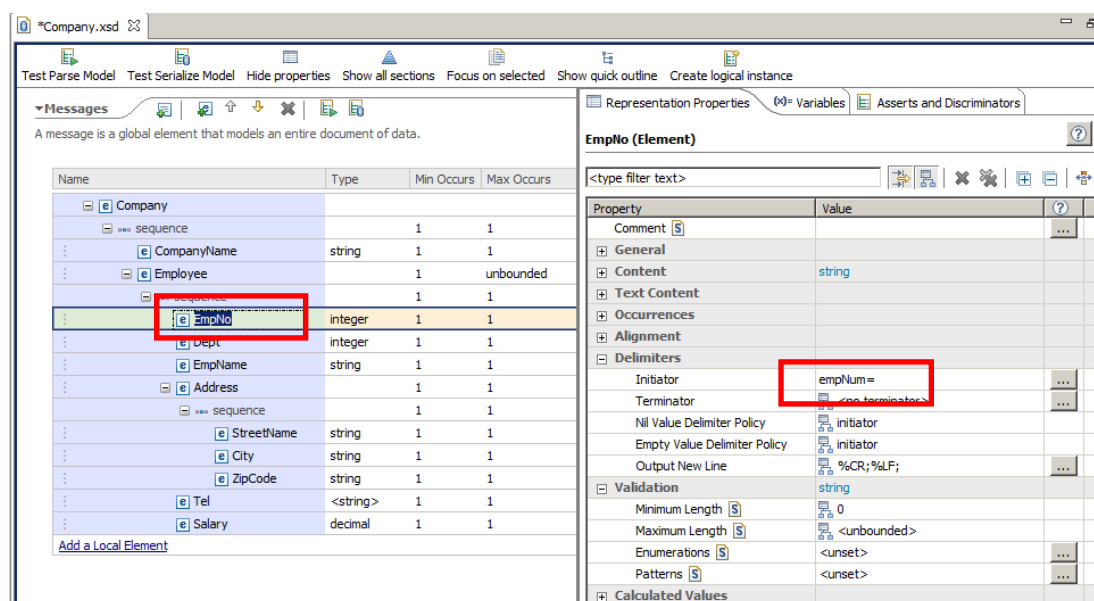 *Company.xsd
Test Parse Model Test Serialize Model Hide properties Show all sections Focus on selected Show quick outline Create logical instance
Messages
A message is a global element that models an entire document of data.
Name Type Min Occurs Max Occurs
e Company
sequence 1 1
e CompanyName string 1 1
e Employee 1 unbounded
sequence 1 1
e EmpNo integer 1 1
e Dept integer 1 1
e EmpName string 1 1
e Address 1 1
sequence 1 1
e StreetName string 1 1
e City string 1 1
e ZipCode string 1 1
e Tel <string> 1 1
e Salary decimal 1 1
Add a Local Element
Representation Properties (x)= Variables Asserts and Discriminators
EmpNo (Element)
<type filter text>
Property Value
Comment S ...
General
Content string
Text Content
Occurrences
Alignment
Delimiters
Initiator empNum= ...
Terminator <no terminator> ...
Nil Value Delimiter Policy initiator
Empty Value Delimiter Policy initiator
Output New Line %CR;%LF; ...
Validation string
Minimum Length S 0
Maximum Length S <unbounded>
Enumerations S <unset> ...
Patterns S <unset> ...
Calculated Values